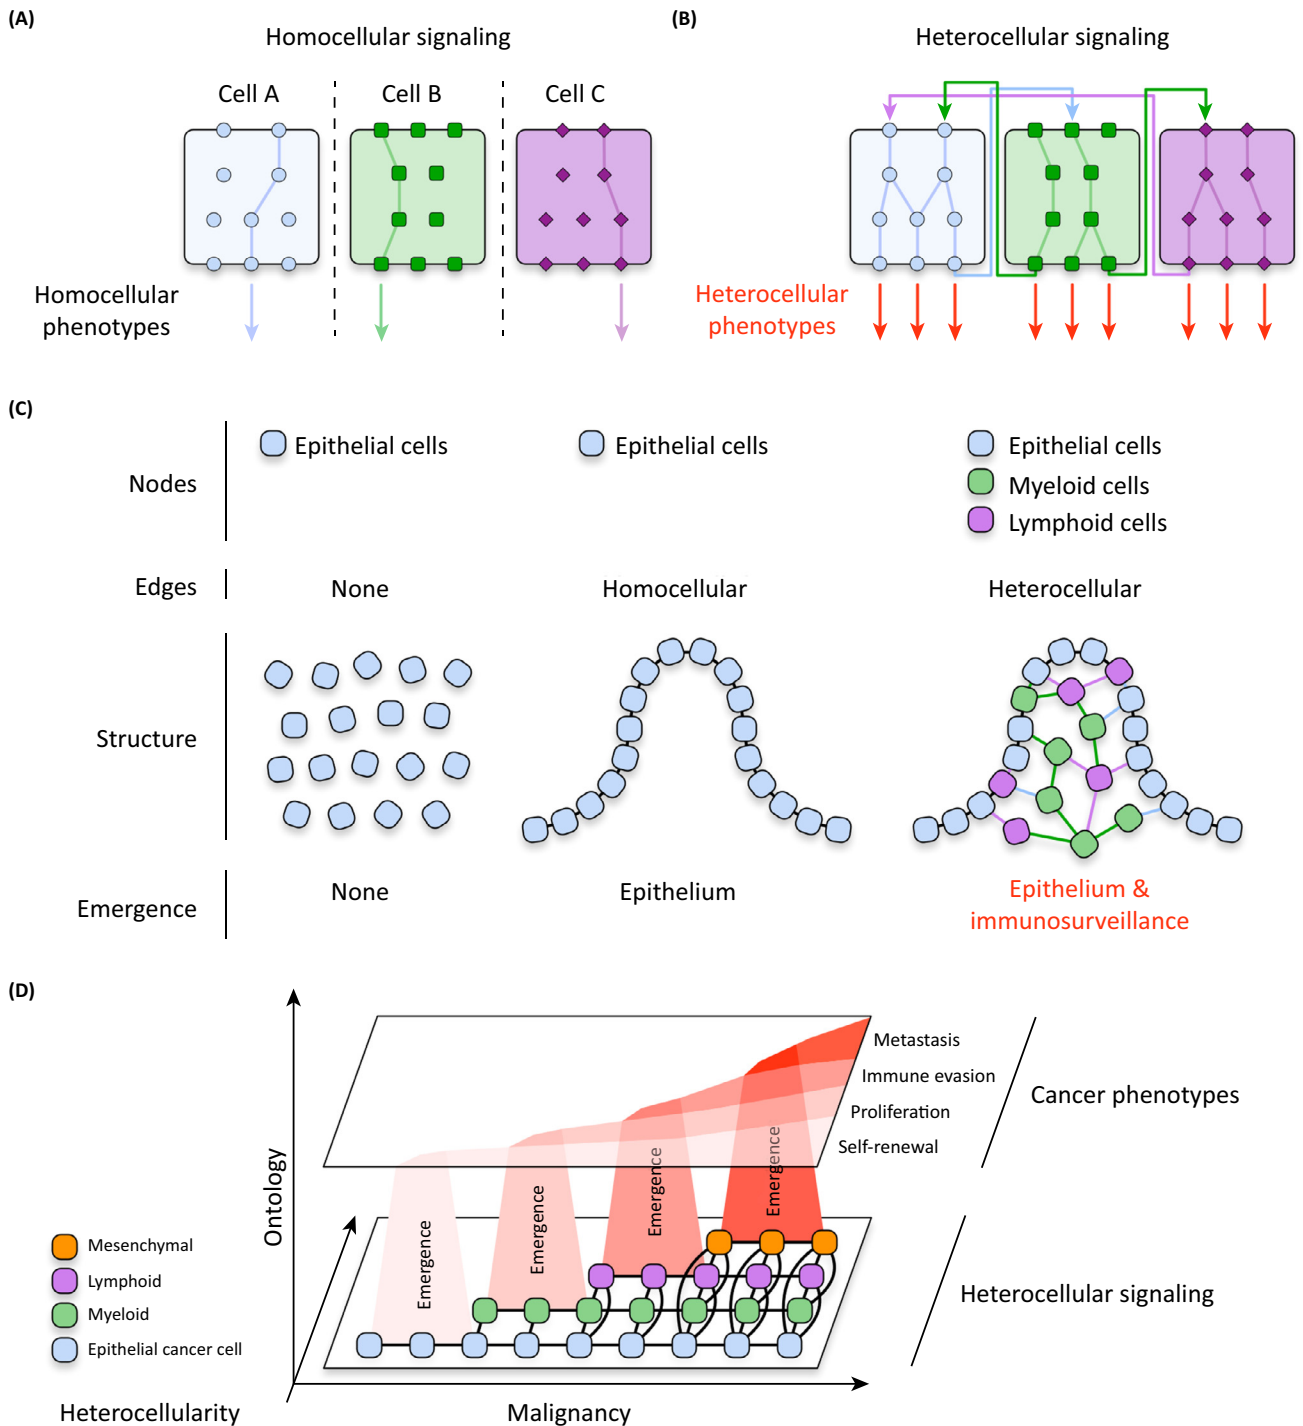 (A)
Homocellular signaling
Cell A
Cell B
Cell C
Homocellular
phenotypes
(B)
Heterocellular signaling
Heterocellular
phenotypes
(C)
Nodes
Epithelial cells
Epithelial cells
Epithelial cells
Myeloid cells
Lymphoid cells
Edges
None
Homocellular
Heterocellular
Structure
Emergence
None
Epithelium
Epithelium &
immunosurveillance
(D)
Ontology
Metastasis
Immune evasion
Proliferation
Self-renewal
Cancer phenotypes
Emergence
Emergence
Emergence
Emergence
Mesenchymal
Lymphoid
Myeloid
Epithelial cancer cell
Heterocellular signaling
Heterocellularity
Malignancy